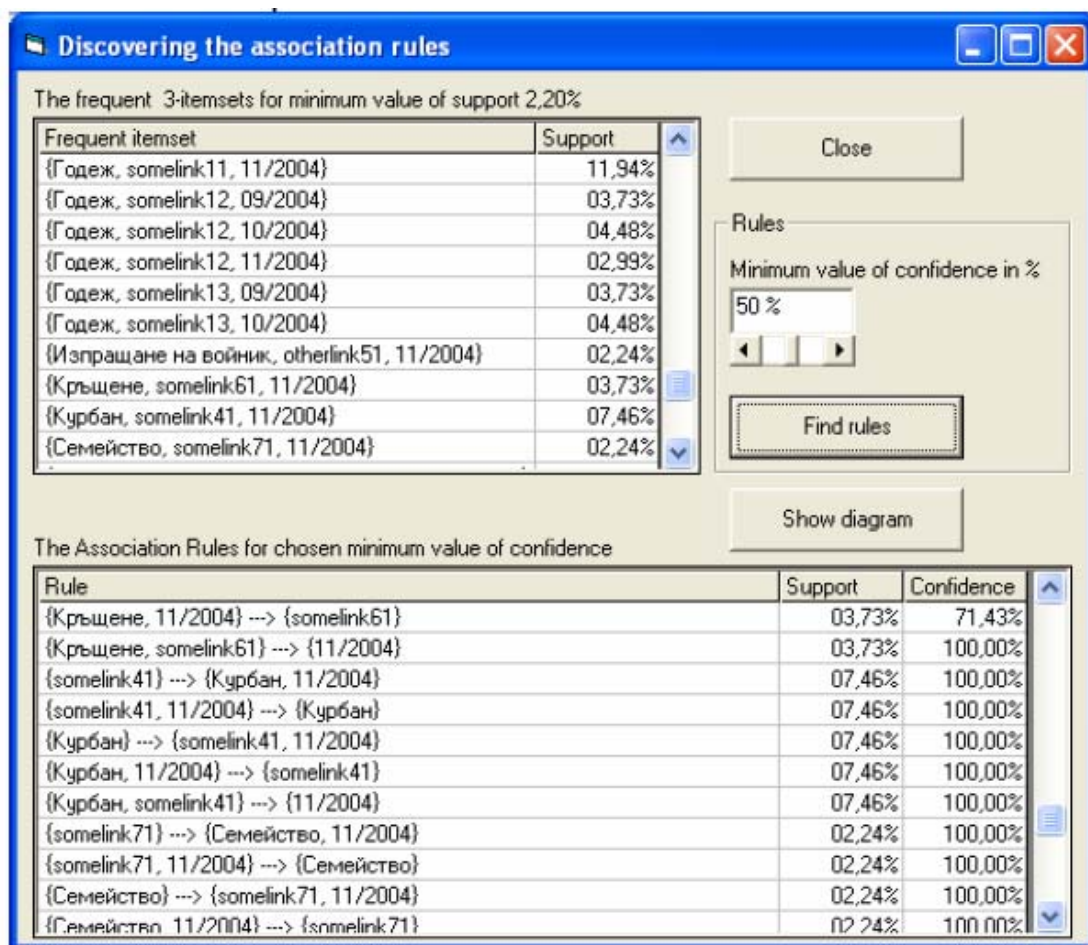 Discovering the association rules
The frequent 3-itemsets for minimum value of support 2,20%
Frequent itemset Support
{Годеж, somelink11, 11/2004} 11,94%
{Годеж, somelink12, 09/2004} 03,73%
{Годеж, somelink12, 10/2004} 04,48%
{Годеж, somelink12, 11/2004} 02,99%
{Годеж, somelink13, 09/2004} 03,73%
{Годеж, somelink13, 10/2004} 04,48%
{Изпращане на войник, otherlink51, 11/2004} 02,24%
{Кръщене, somelink61, 11/2004} 03,73%
{Курбан, somelink41, 11/2004} 07,46%
{Семейство, somelink71, 11/2004} 02,24%
Close
Rules
Minimum value of confidence in %
50 %
Find rules
Show diagram
The Association Rules for chosen minimum value of confidence
Rule Support Confidence
{Кръщене, 11/2004} ---> {somelink61} 03,73% 71,43%
{Кръщене, somelink61} ---> {11/2004} 03,73% 100,00%
{somelink41} ---> {Курбан, 11/2004} 07,46% 100,00%
{somelink41, 11/2004} ---> {Курбан} 07,46% 100,00%
{Курбан} ---> {somelink41, 11/2004} 07,46% 100,00%
{Курбан, 11/2004} ---> {somelink41} 07,46% 100,00%
{Курбан, somelink41} ---> {11/2004} 07,46% 100,00%
{somelink71} ---> {Семейство, 11/2004} 02,24% 100,00%
{somelink71, 11/2004} ---> {Семейство} 02,24% 100,00%
{Семейство} ---> {somelink71, 11/2004} 02,24% 100,00%
{Семейство, 11/2004} ---> {somelink71} 02,24% 100,00%